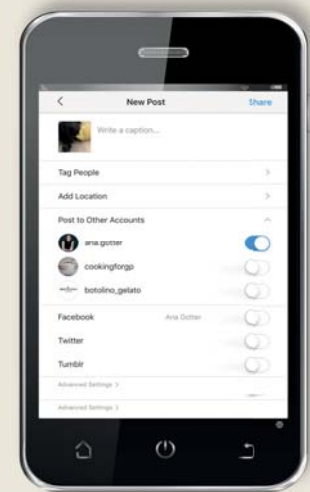 New Post Share
Write a caption...
Tag People
Add Location
Post to Other Accounts
ana.gotter
cookingforgp
botolino_gelato
Facebook Ana Gotter
Twitter
Tumblr
Advanced Settings
Advanced Settings